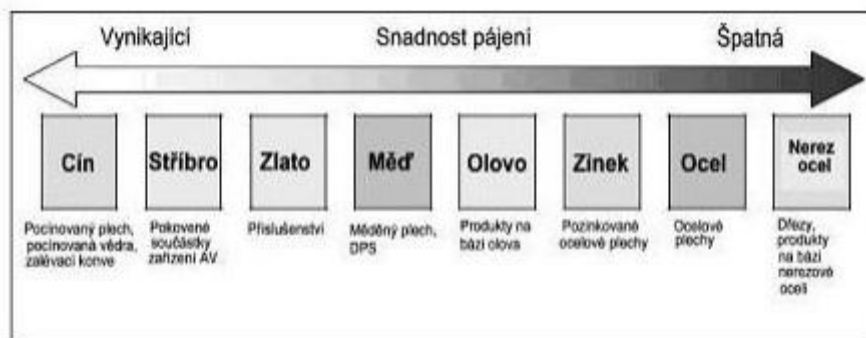 Vynikající
Snadnost pájení
Špatná
Cín
Stříbro
Zlato
Měď
Olovo
Zinek
Ocel
Nerez
ocel
Pocínovaný plech,
pocínovaná vědra,
zalévací konve
Pokovené
součástky
zařízení AV
Příslušenství
Měděný plech,
DPS
Produkty na
bázi olova
Pozinkované
ocelové plechy
Ocelové
plechy
Dřezy,
produkty
na bázi
nerezové
oceli